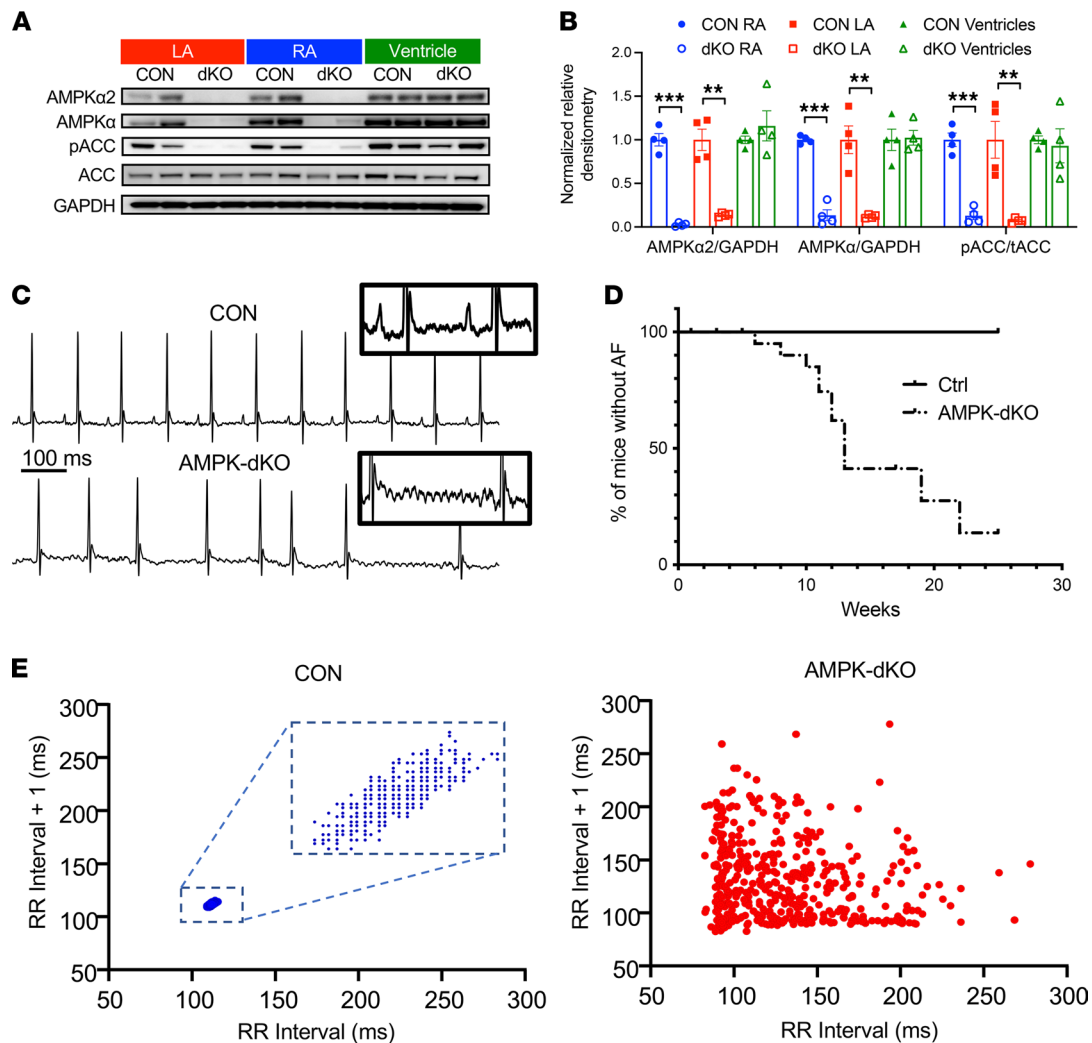 A
LA RA Ventricle
CON dKO CON dKO CON dKO
AMPKα2
AMPKα
pACC
ACC
GAPDH
B
CON RA CON LA CON Ventricles
dKO RA dKO LA dKO Ventricles
Normalized relative
densitometry
2.0
1.5
1.0
0.5
0.0
*** ** *** ** *** **
AMPKα2/GAPDH AMPKα/GAPDH pACC/tACC
C
CON
100 ms
AMPK-dKO
D
% of mice without AF
100
50
0
Ctrl
AMPK-dKO
0 10 20 30
Weeks
E
CON
RR Interval + 1 (ms)
300
250
200
150
100
50
50 100 150 200 250 300
RR Interval (ms)
AMPK-dKO
RR Interval + 1 (ms)
300
250
200
150
100
50
50 100 150 200 250 300
RR Interval (ms)